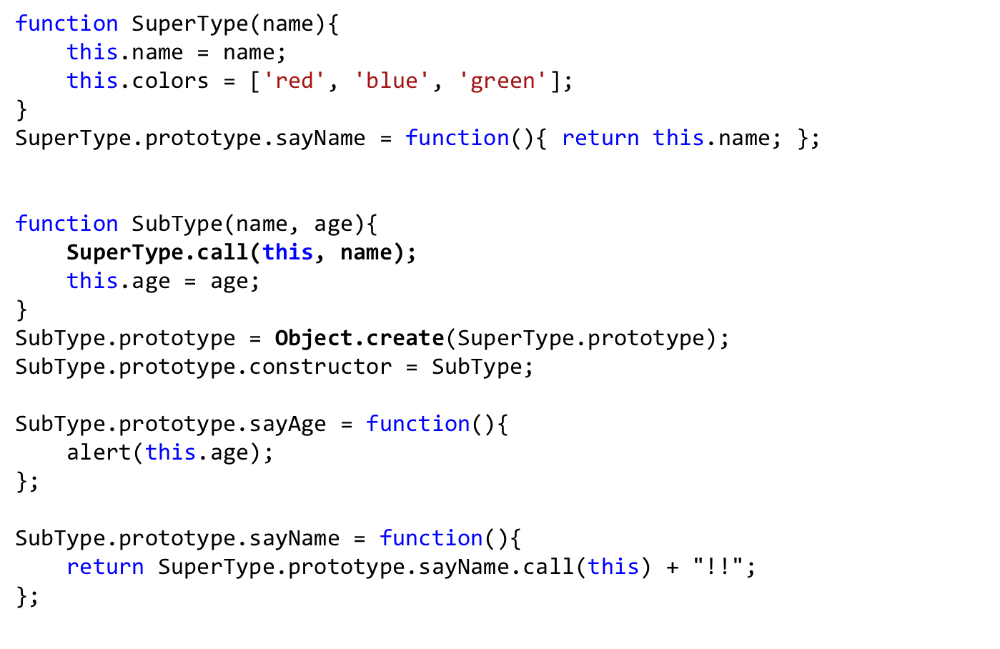 function SuperType(name){
    this.name = name;
    this.colors = ['red', 'blue', 'green'];
}
SuperType.prototype.sayName = function(){ return this.name; };
function SubType(name, age){
    SuperType.call(this, name);
    this.age = age;
}
SubType.prototype = Object.create(SuperType.prototype);
SubType.prototype.constructor = SubType;
SubType.prototype.sayAge = function(){
    alert(this.age);
};
SubType.prototype.sayName = function(){
    return SuperType.prototype.sayName.call(this) + "!!";
};